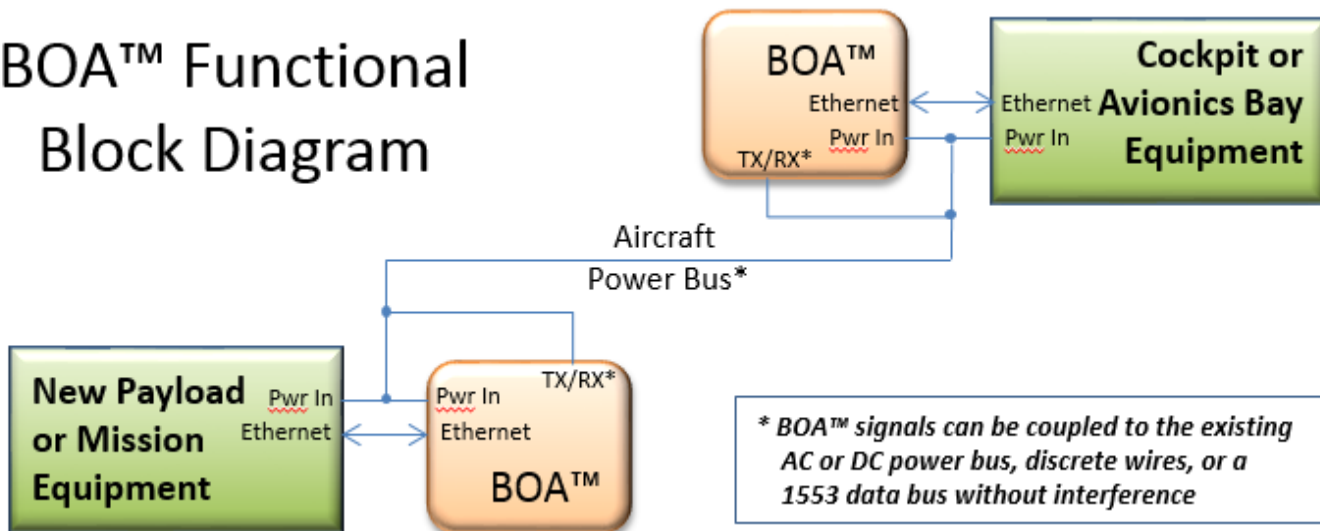 BOA™ Functional
Block Diagram
BOA™
Ethernet
Pwr In
TX/RX*
Cockpit or
Avionics Bay
Equipment
Ethernet
Pwr In
Aircraft
Power Bus*
New Payload
or Mission
Equipment
Pwr In
Ethernet
TX/RX*
Pwr In
Ethernet
BOA™
* BOA™ signals can be coupled to the existing
AC or DC power bus, discrete wires, or a
1553 data bus without interference